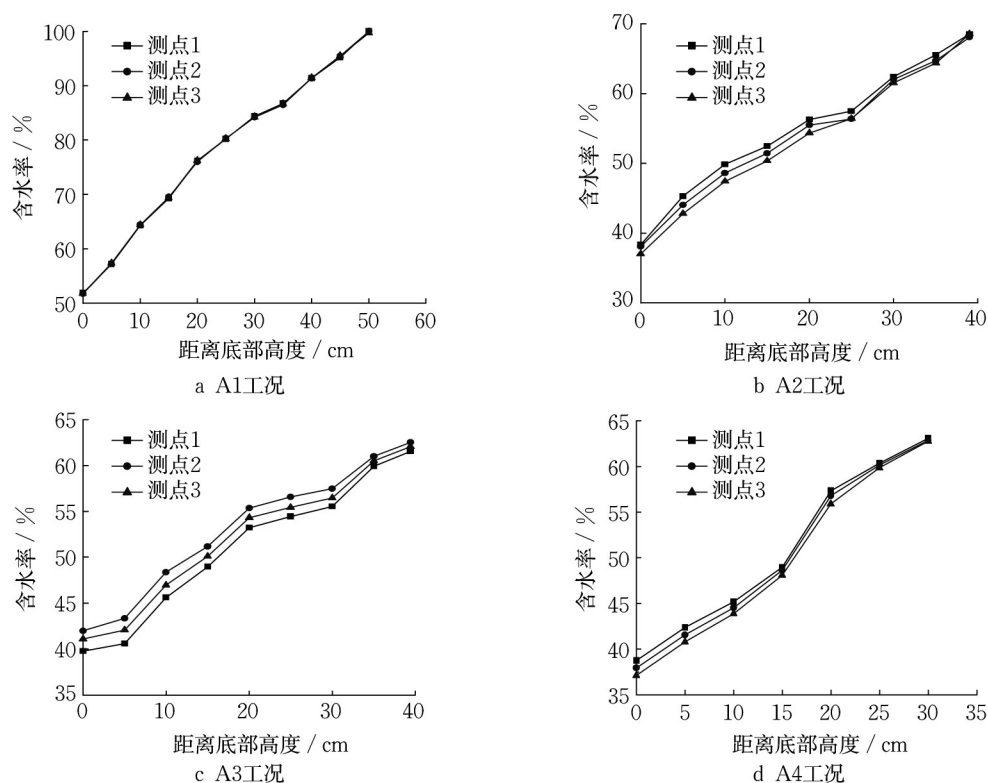 100
90
80
70
60
50
含水率 / %
测点1
测点2
测点3
0 10 20 30 40 50 60
距离底部高度 / cm
a A1工况
70
60
50
40
30
含水率 / %
测点1
测点2
测点3
0 10 20 30 40
距离底部高度 / cm
b A2工况
65
60
55
50
45
40
35
含水率 / %
测点1
测点2
测点3
0 10 20 30 40
距离底部高度 / cm
c A3工况
65
60
55
50
45
40
35
含水率 / %
测点1
测点2
测点3
0 5 10 15 20 25 30 35
距离底部高度 / cm
d A4工况